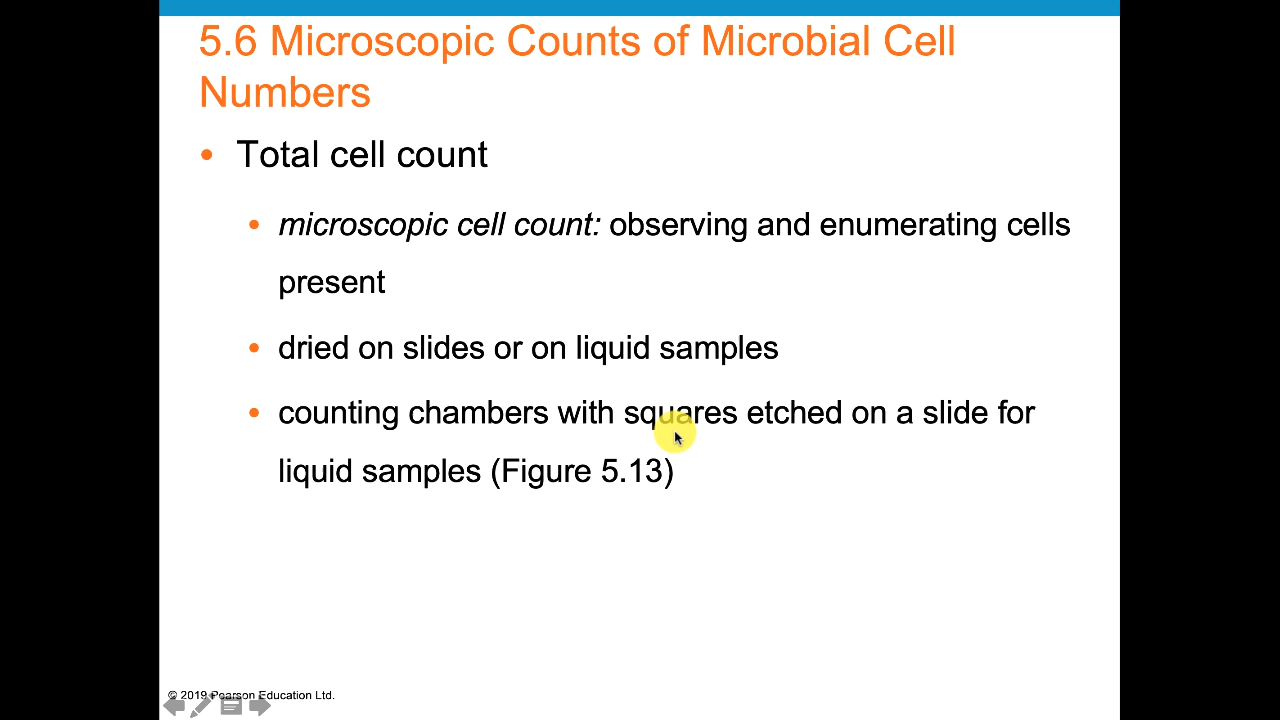 5.6 Microscopic Counts of Microbial Cell
Numbers
• Total cell count
• microscopic cell count: observing and enumerating cells
present
• dried on slides or on liquid samples
• counting chambers with squares etched on a slide for
liquid samples (Figure 5.13)
© 2019 Pearson Education Ltd.